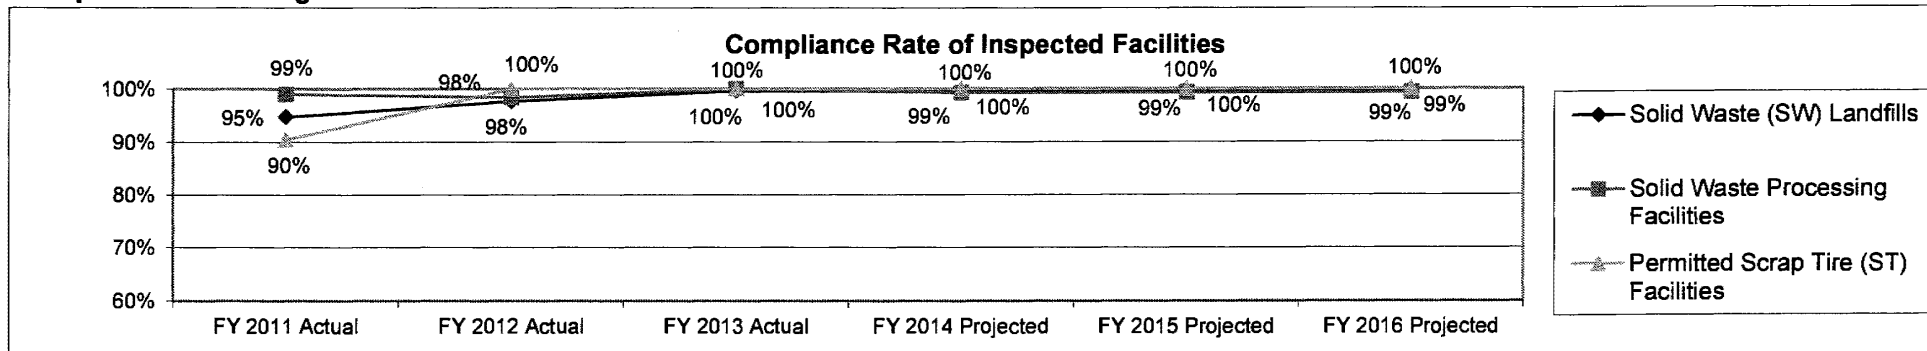 Compliance Rate of Inspected Facilities
99%
98%
100%
100%
100%
100%
100%
100%
95%
98%
100%
100%
99%
100%
99%
100%
99%
99%
90%
90%
80%
70%
60%
FY 2011 Actual
FY 2012 Actual
FY 2013 Actual
FY 2014 Projected
FY 2015 Projected
FY 2016 Projected
Solid Waste (SW) Landfills
Solid Waste Processing
Facilities
Permitted Scrap Tire (ST)
Facilities